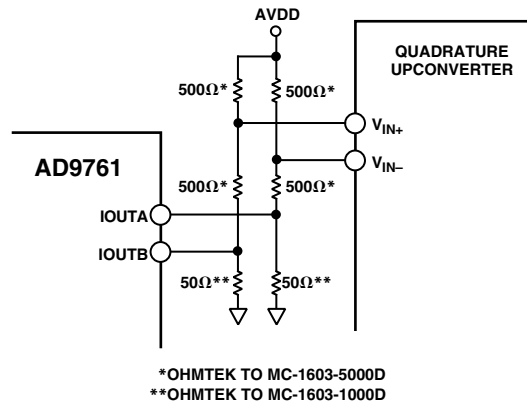 AVDD
QUADRATURE
UPCONVERTER
500Ω* 500Ω*
V_IN+
V_IN–
AD9761
500Ω* 500Ω*
IOUTA
IOUTB
50Ω** 50Ω**
*OHMTEK TO MC-1603-5000D
**OHMTEK TO MC-1603-1000D